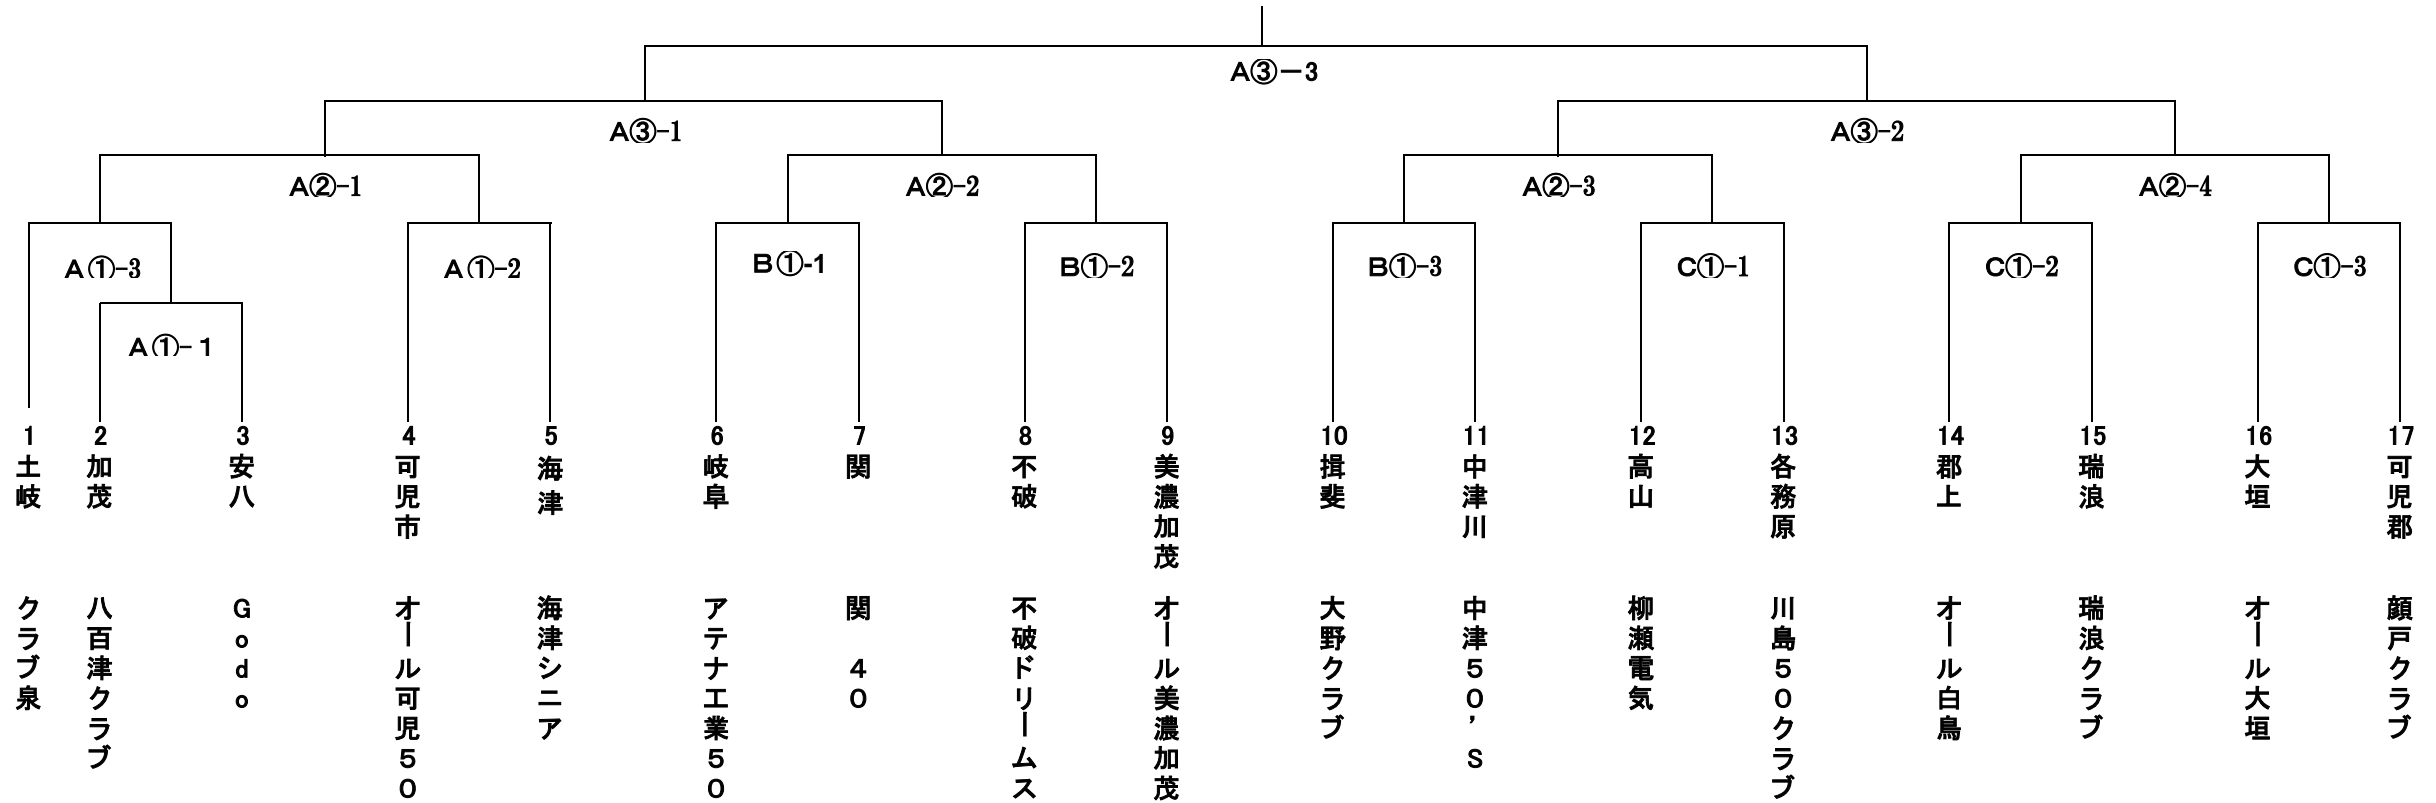 A③－3
A③-1
A③-2
A②-1
A②-2
A②-3
A②-4
A①-3
A①-2
B①-1
B①-2
B①-3
C①-1
C①-2
C①-3
A①-1
1
土岐
クラブ泉
2
加茂
八百津クラブ
3
安八
Godo
4
可児市
オール可児50
5
海津
海津シニア
6
岐阜
アテナ工業50
7
関
関 40
8
不破
不破ドリームス
9
美濃加茂
オール美濃加茂
10
揖斐
大野クラブ
11
中津川
中津50’S
12
高山
柳瀬電気
13
各務原
川島50クラブ
14
郡上
オール白鳥
15
瑞浪
瑞浪クラブ
16
大垣
オール大垣
17
可児郡
顔戸クラブ